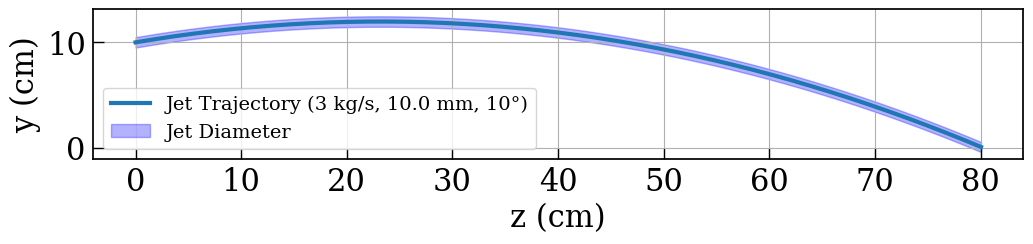 y (cm)
10
0
Jet Trajectory (3 kg/s, 10.0 mm, 10°)
Jet Diameter
0 10 20 30 40 50 60 70 80
z (cm)